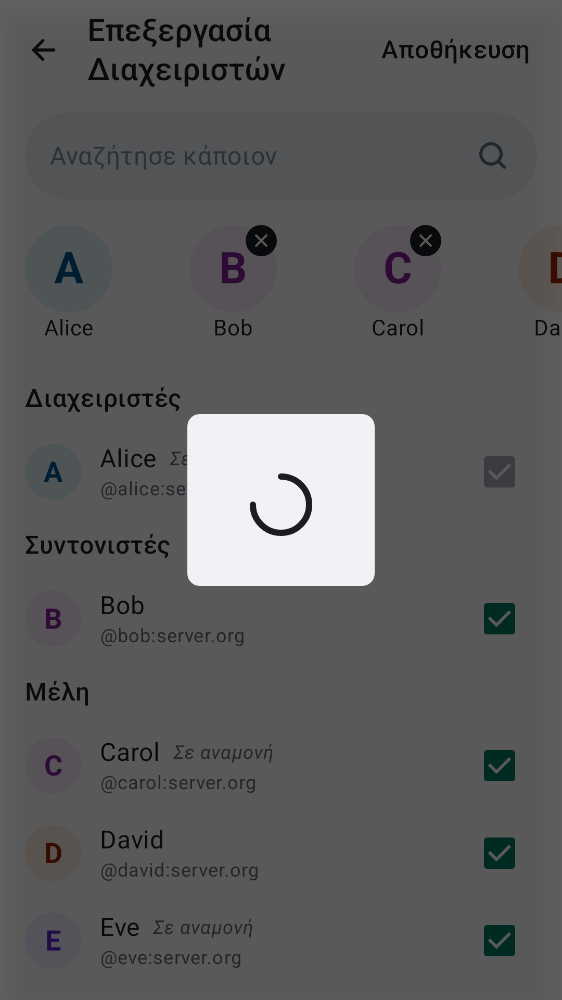 Επεξεργασία
Διαχειριστών
Αποθήκευση
Αναζήτησε κάποιον
A
B
C
Alice
Bob
Carol
Da
Διαχειριστές
A
Alice
@alice:se
Συντονιστές
B
Bob
@bob:server.org
Μέλη
C
Carol Σε αναμονή
@carol:server.org
D
David
@david:server.org
E
Eve Σε αναμονή
@eve:server.org